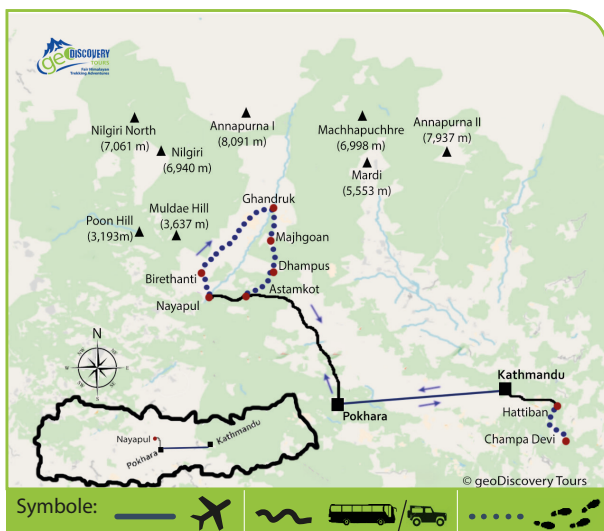 geo DISCOVERY
TOURS
Fair Himalayan
Trekking Adventures
Nilgiri North
(7,061 m)
Nilgiri
(6,940 m)
Annapurna I
(8,091 m)
Machhapuchhre
(6,998 m)
Mardi
(5,553 m)
Annapurna II
(7,937 m)
Poon Hill
(3,193m)
Muldae Hill
(3,637 m)
Ghandruk
Majhgoan
Dhampus
Birethanti
Nayapul
Astamkot
N
Kathmandu
Pokhara
Hattiban
Champa Devi
Nayapul
Pokhara
Kathmandu
© geoDiscovery Tours
Symbole: